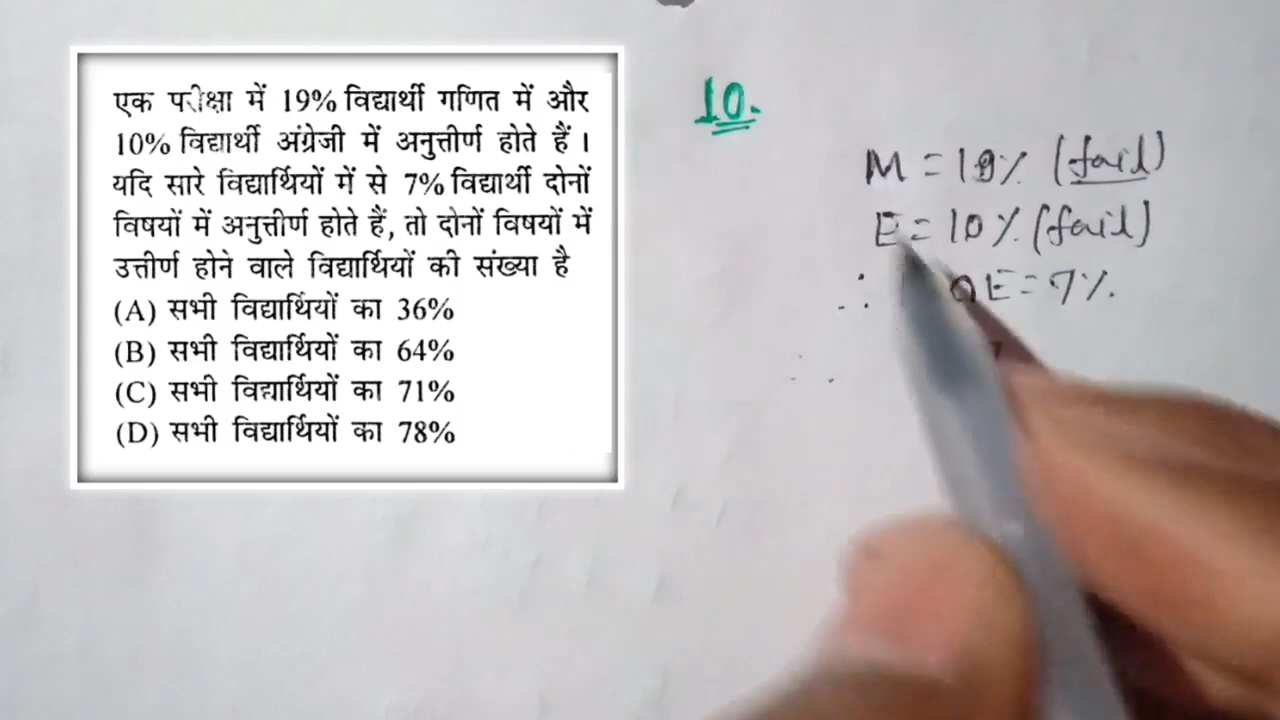 एक परीक्षा में 19% विद्यार्थी गणित में और
10% विद्यार्थी अंग्रेजी में अनुत्तीर्ण होते हैं ।
यदि सारे विद्यार्थियों में से 7% विद्यार्थी दोनों
विषयों में अनुत्तीर्ण होते हैं, तो दोनों विषयों में
उत्तीर्ण होने वाले विद्यार्थियों की संख्या है
(A) सभी विद्यार्थियों का 36%
(B) सभी विद्यार्थियों का 64%
(C) सभी विद्यार्थियों का 71%
(D) सभी विद्यार्थियों का 78%
10.
M = 19% (fail)
E = 10% (fail)
∴ E = 7%.